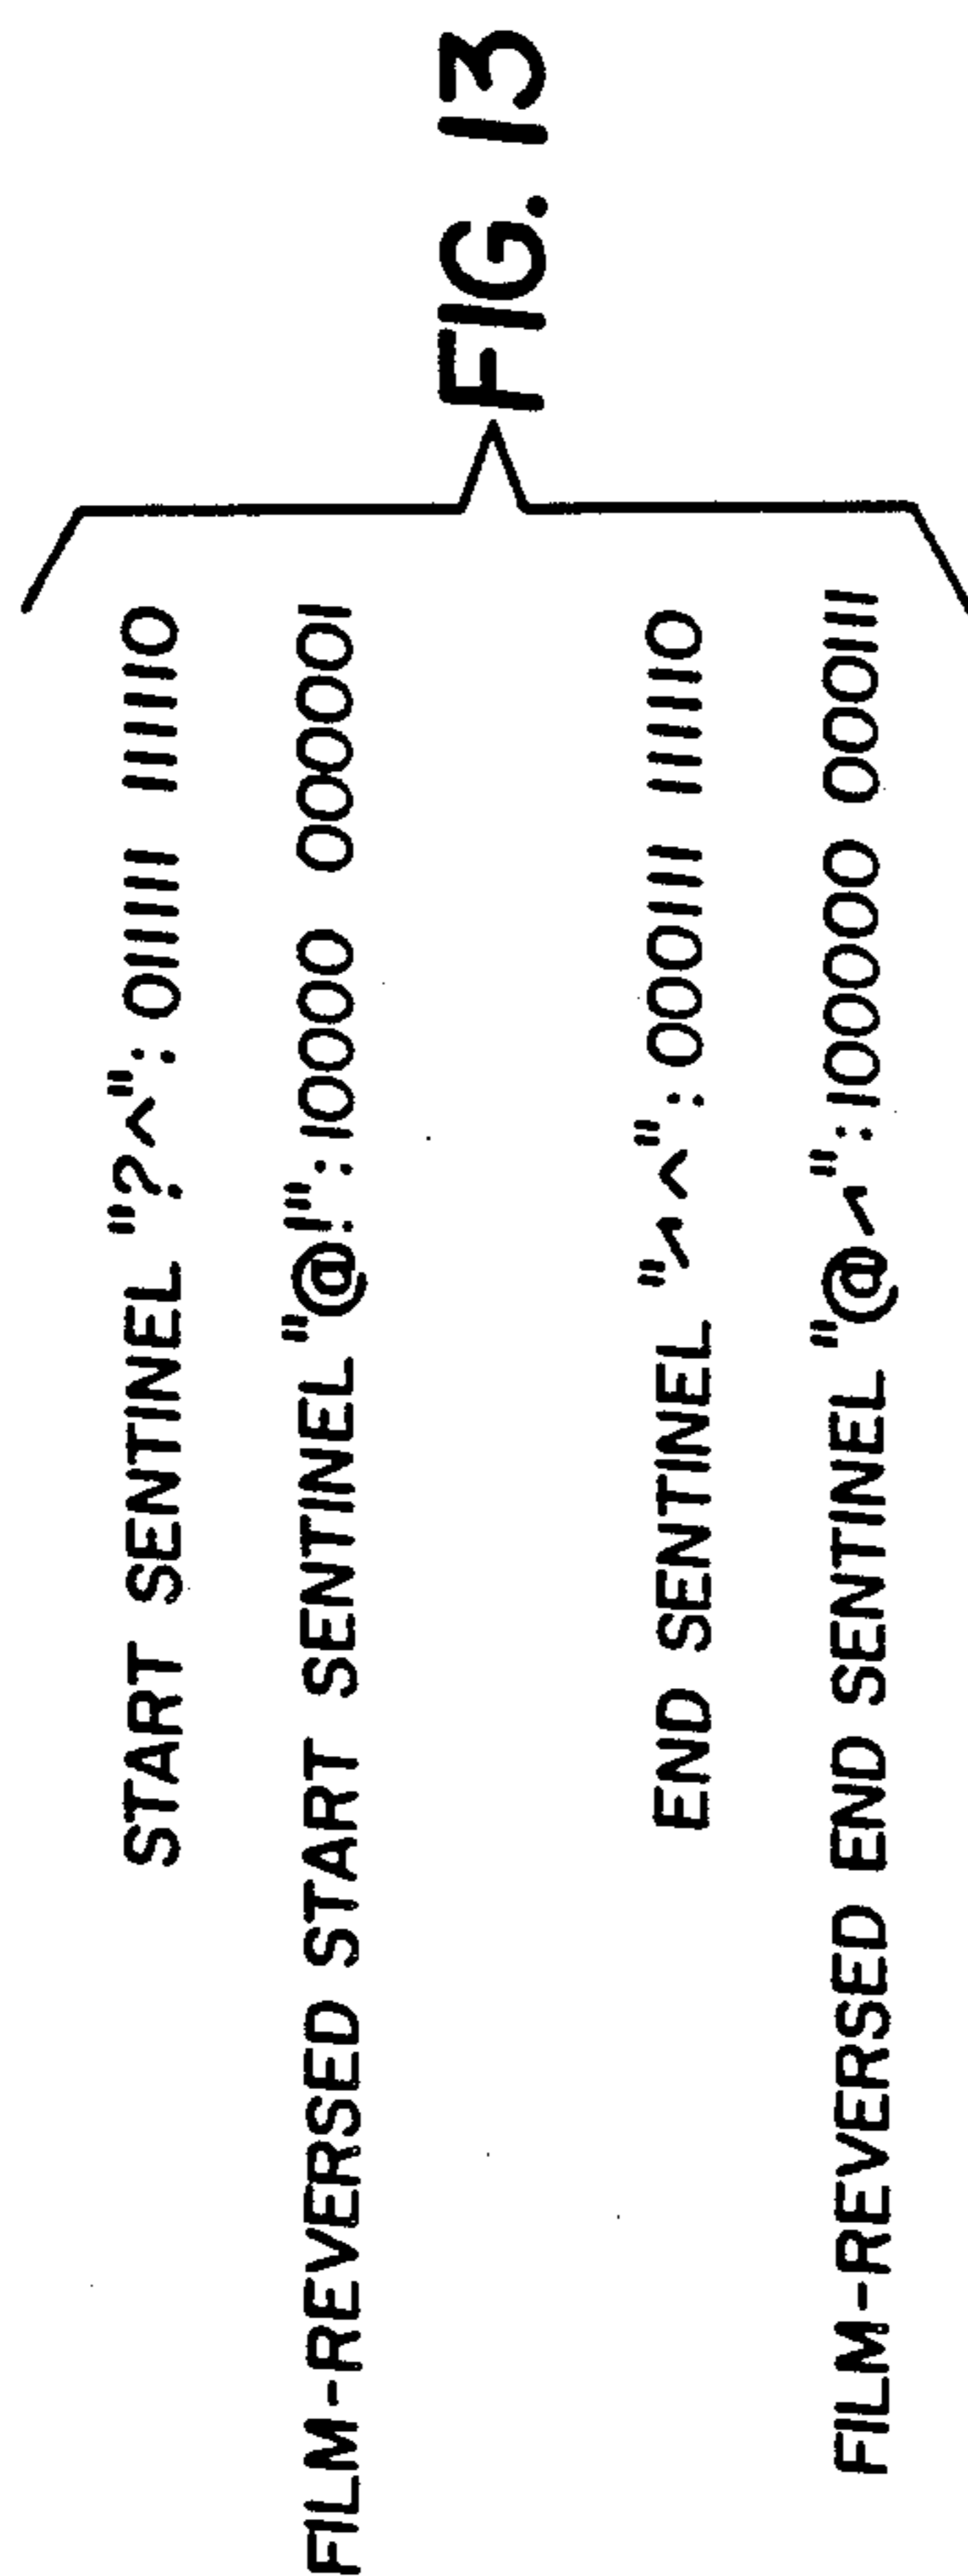 START SENTINEL "?^": 011111 111110
FILM-REVERSED START SENTINEL "@!": 10000 000001
END SENTINEL "^^": 000111 111110
FILM-REVERSED END SENTINEL "@^": 100000 000111
FIG. 13